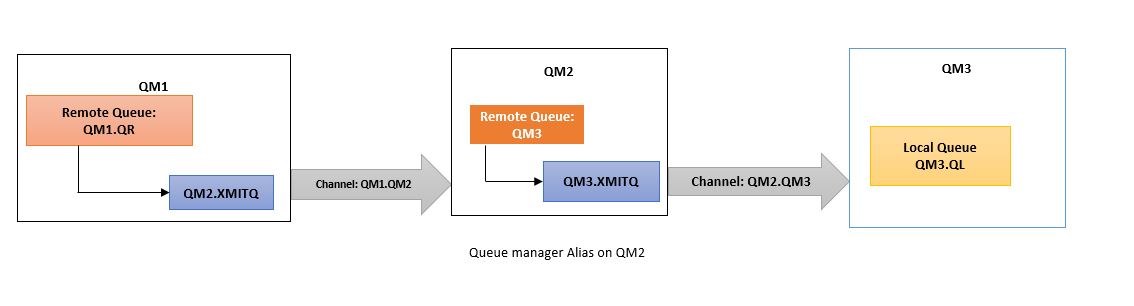 QM1
Remote Queue:
QM1.QR
QM2.XMITQ
Channel: QM1.QM2
QM2
Remote Queue:
QM3
QM3.XMITQ
Channel: QM2.QM3
QM3
Local Queue
QM3.QL
Queue manager Alias on QM2